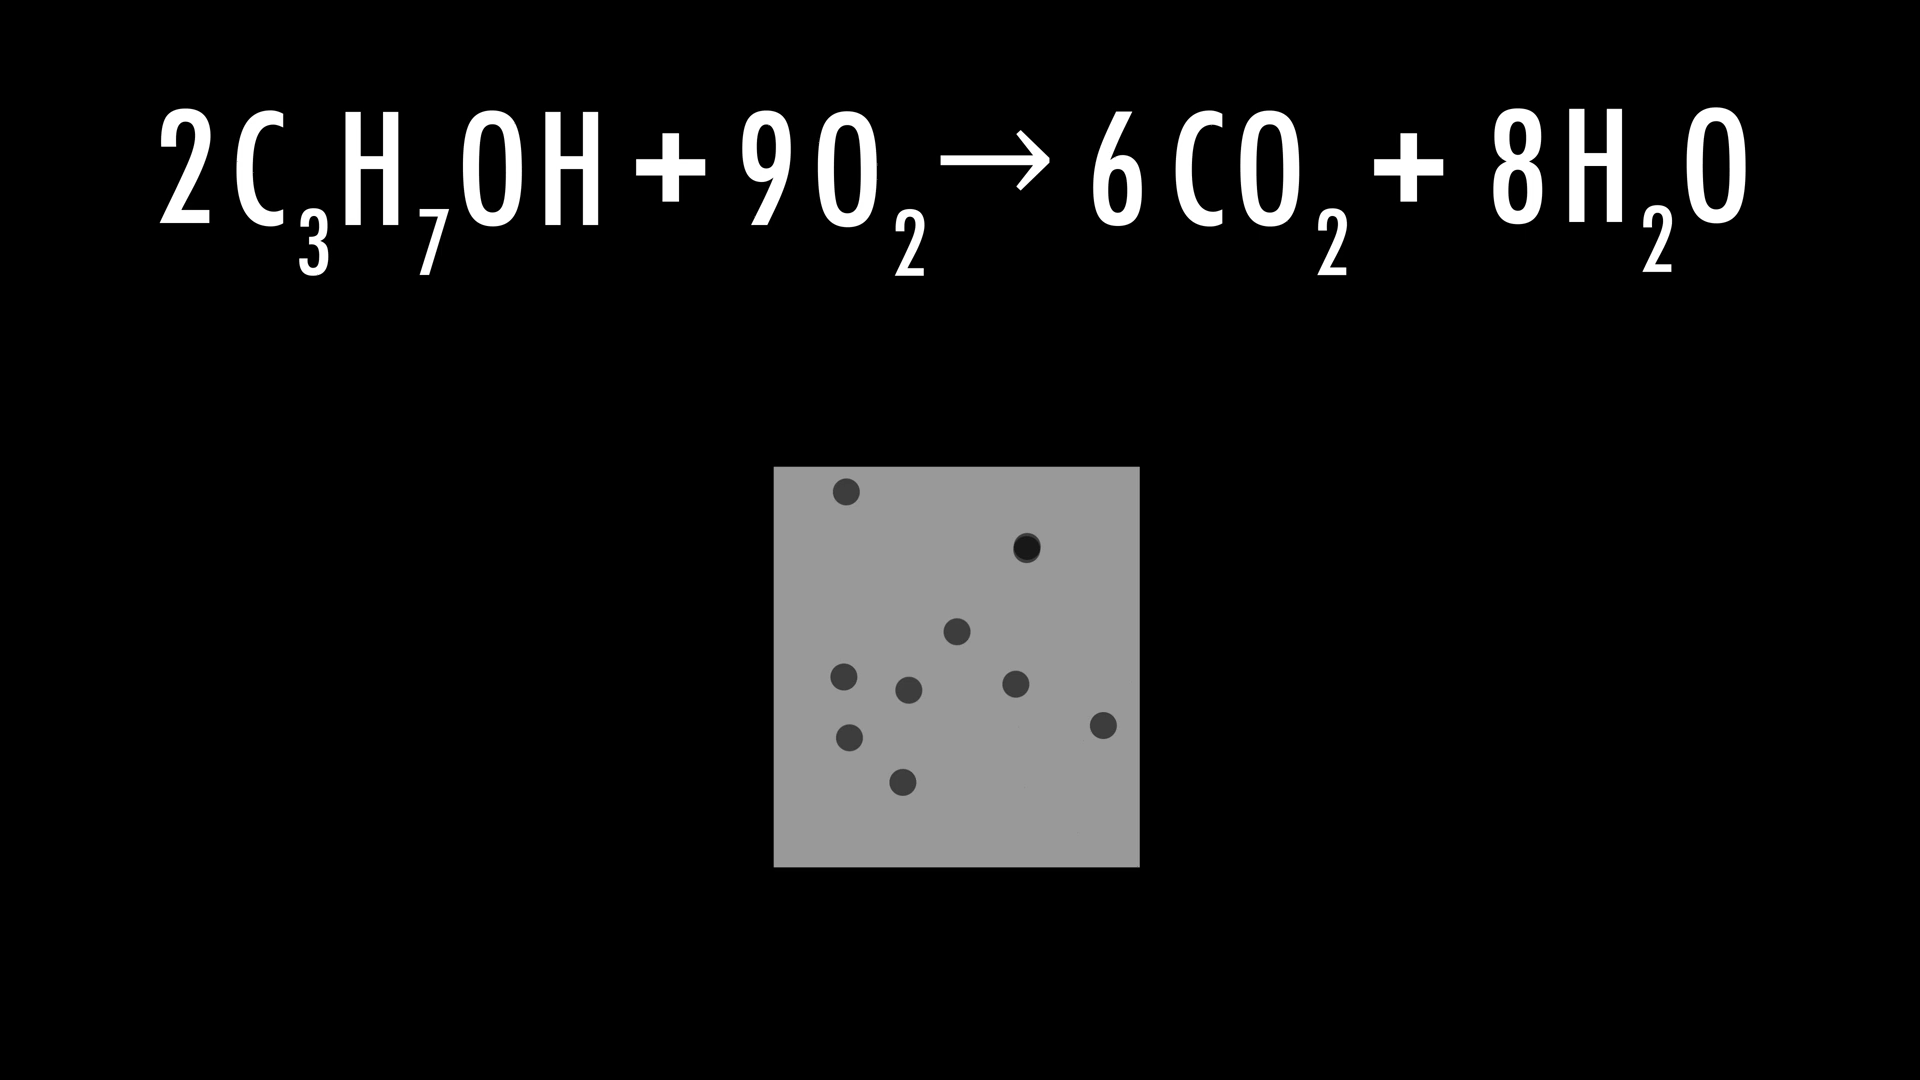 2C₃H₇OH + 9O₂ → 6CO₂ + 8H₂O